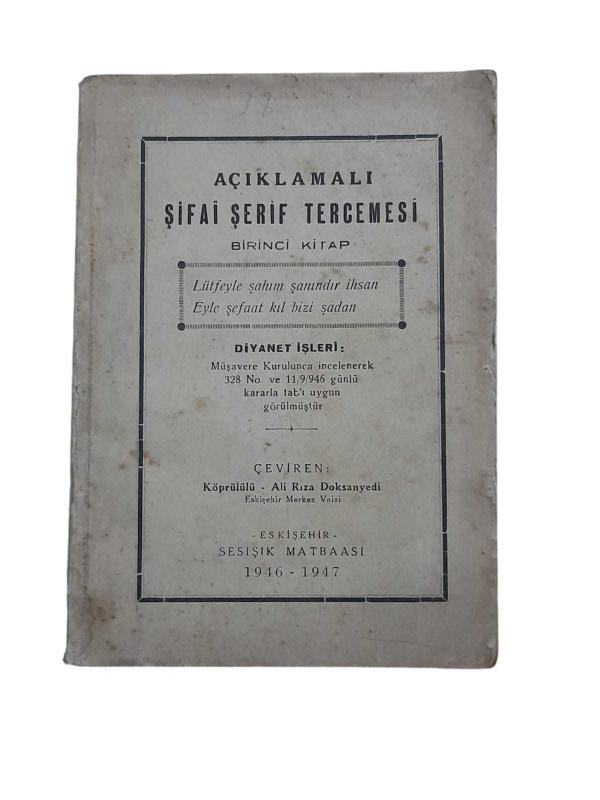 38
AÇIKLAMALI
ŞİFAİ ŞERİF TERCEMESİ
BİRİNCİ KİTAP
Lûtfeyle şahım şanındır ihsan
Eyle şefaat kıl bizi şadan
DİYANET İŞLERİ:
Müşavere Kurulunca incelenerek
328 No. ve 11/9/946 günlü
kararla tab'ı uygun
görülmüştür
ÇEVİREN:
Köprülülü - Ali Rıza Doksanyedi
Eskişehir Merkez Vaizi
- ESKİŞEHİR -
SESIŞIK MATBAASI
1946 - 1947